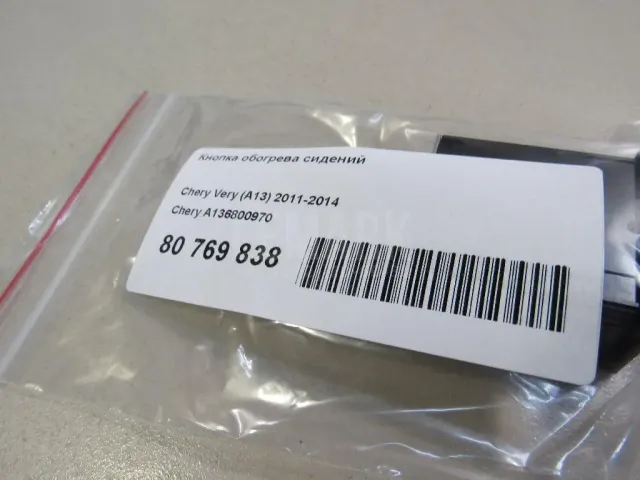 Кнопка обогрева сидений
Chery Very (A13) 2011-2014
Chery A136800970
80 769 838